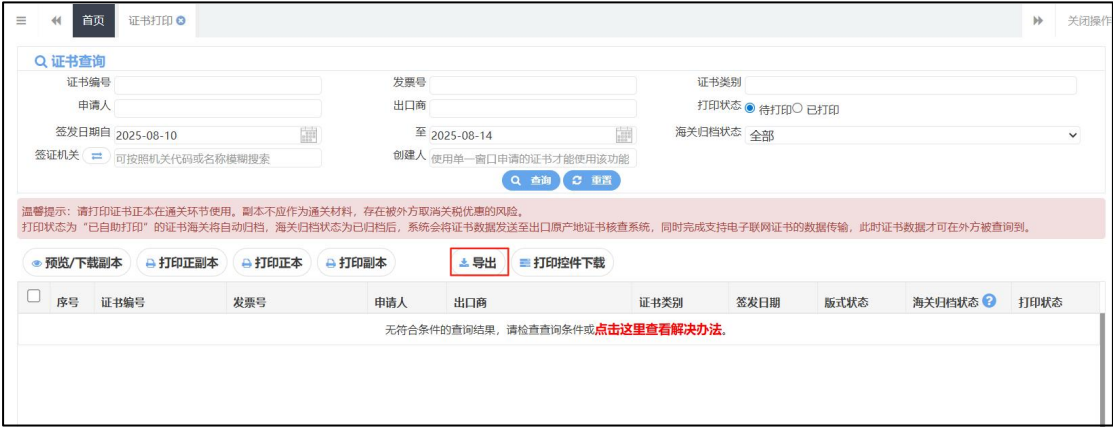 首页 证书打印 关闭操作
证书查询
证书编号 发票号 证书类别
申请人 出口商 打印状态 待打印 已打印
签发日期自 2025-08-10 至 2025-08-14 海关归档状态 全部
签证机关 可按照机关代码或名称模糊搜索 创建人 使用单一窗口申请的证书才能使用该功能
查询 重置
温馨提示：请打印证书正本在通关环节使用。副本不应作为通关材料，存在被外方取消关税优惠的风险。
打印状态为“已自助打印”的证书海关将自动归档，海关归档状态为已归档后，系统会将证书数据发送至出口原产地证书核查系统，同时完成支持电子联网证书的数据传输，此时证书数据才可在外方被查询到。
预览/下载副本 打印正副本 打印正本 打印副本 导出 打印控件下载
序号 证书编号 发票号 申请人 出口商 证书类别 签发日期 版式状态 海关归档状态 ? 打印状态
无符合条件的查询结果，请检查查询条件或点击这里查看解决办法。